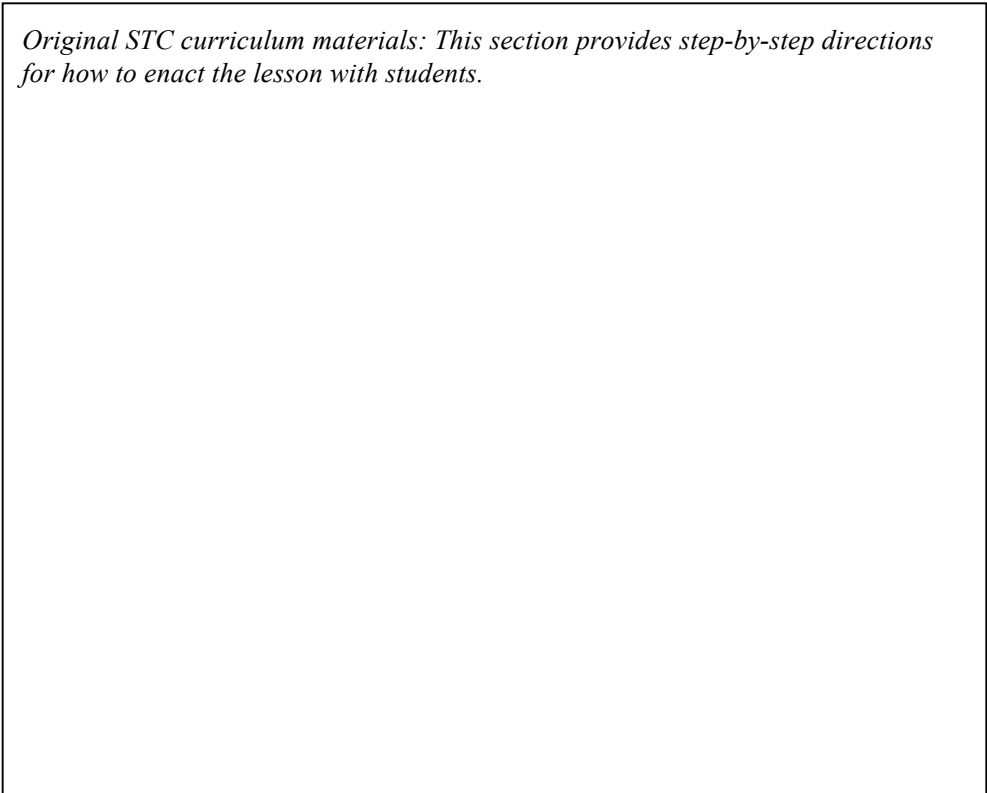 Original STC curriculum materials: This section provides step-by-step directions
for how to enact the lesson with students.